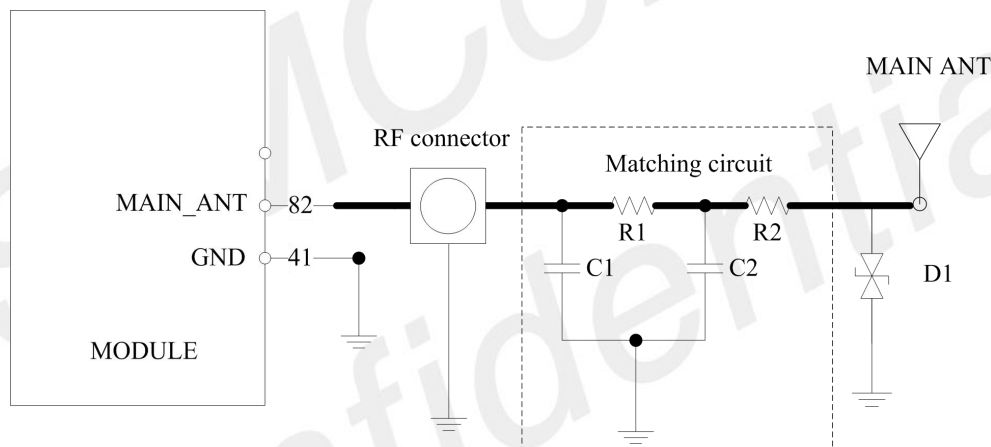 MAIN ANT
RF connector
Matching circuit
MAIN_ANT
82
R1
R2
GND
41
C1
C2
D1
MODULE